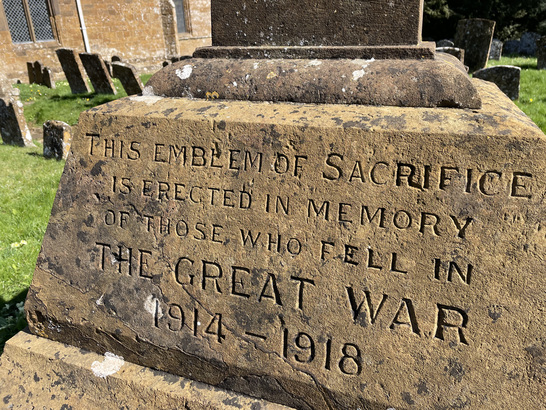 THIS EMBLEM OF SACRIFICE
IS ERECTED IN MEMORY
OF THOSE WHO FELL IN
THE GREAT WAR
1914 - 1918